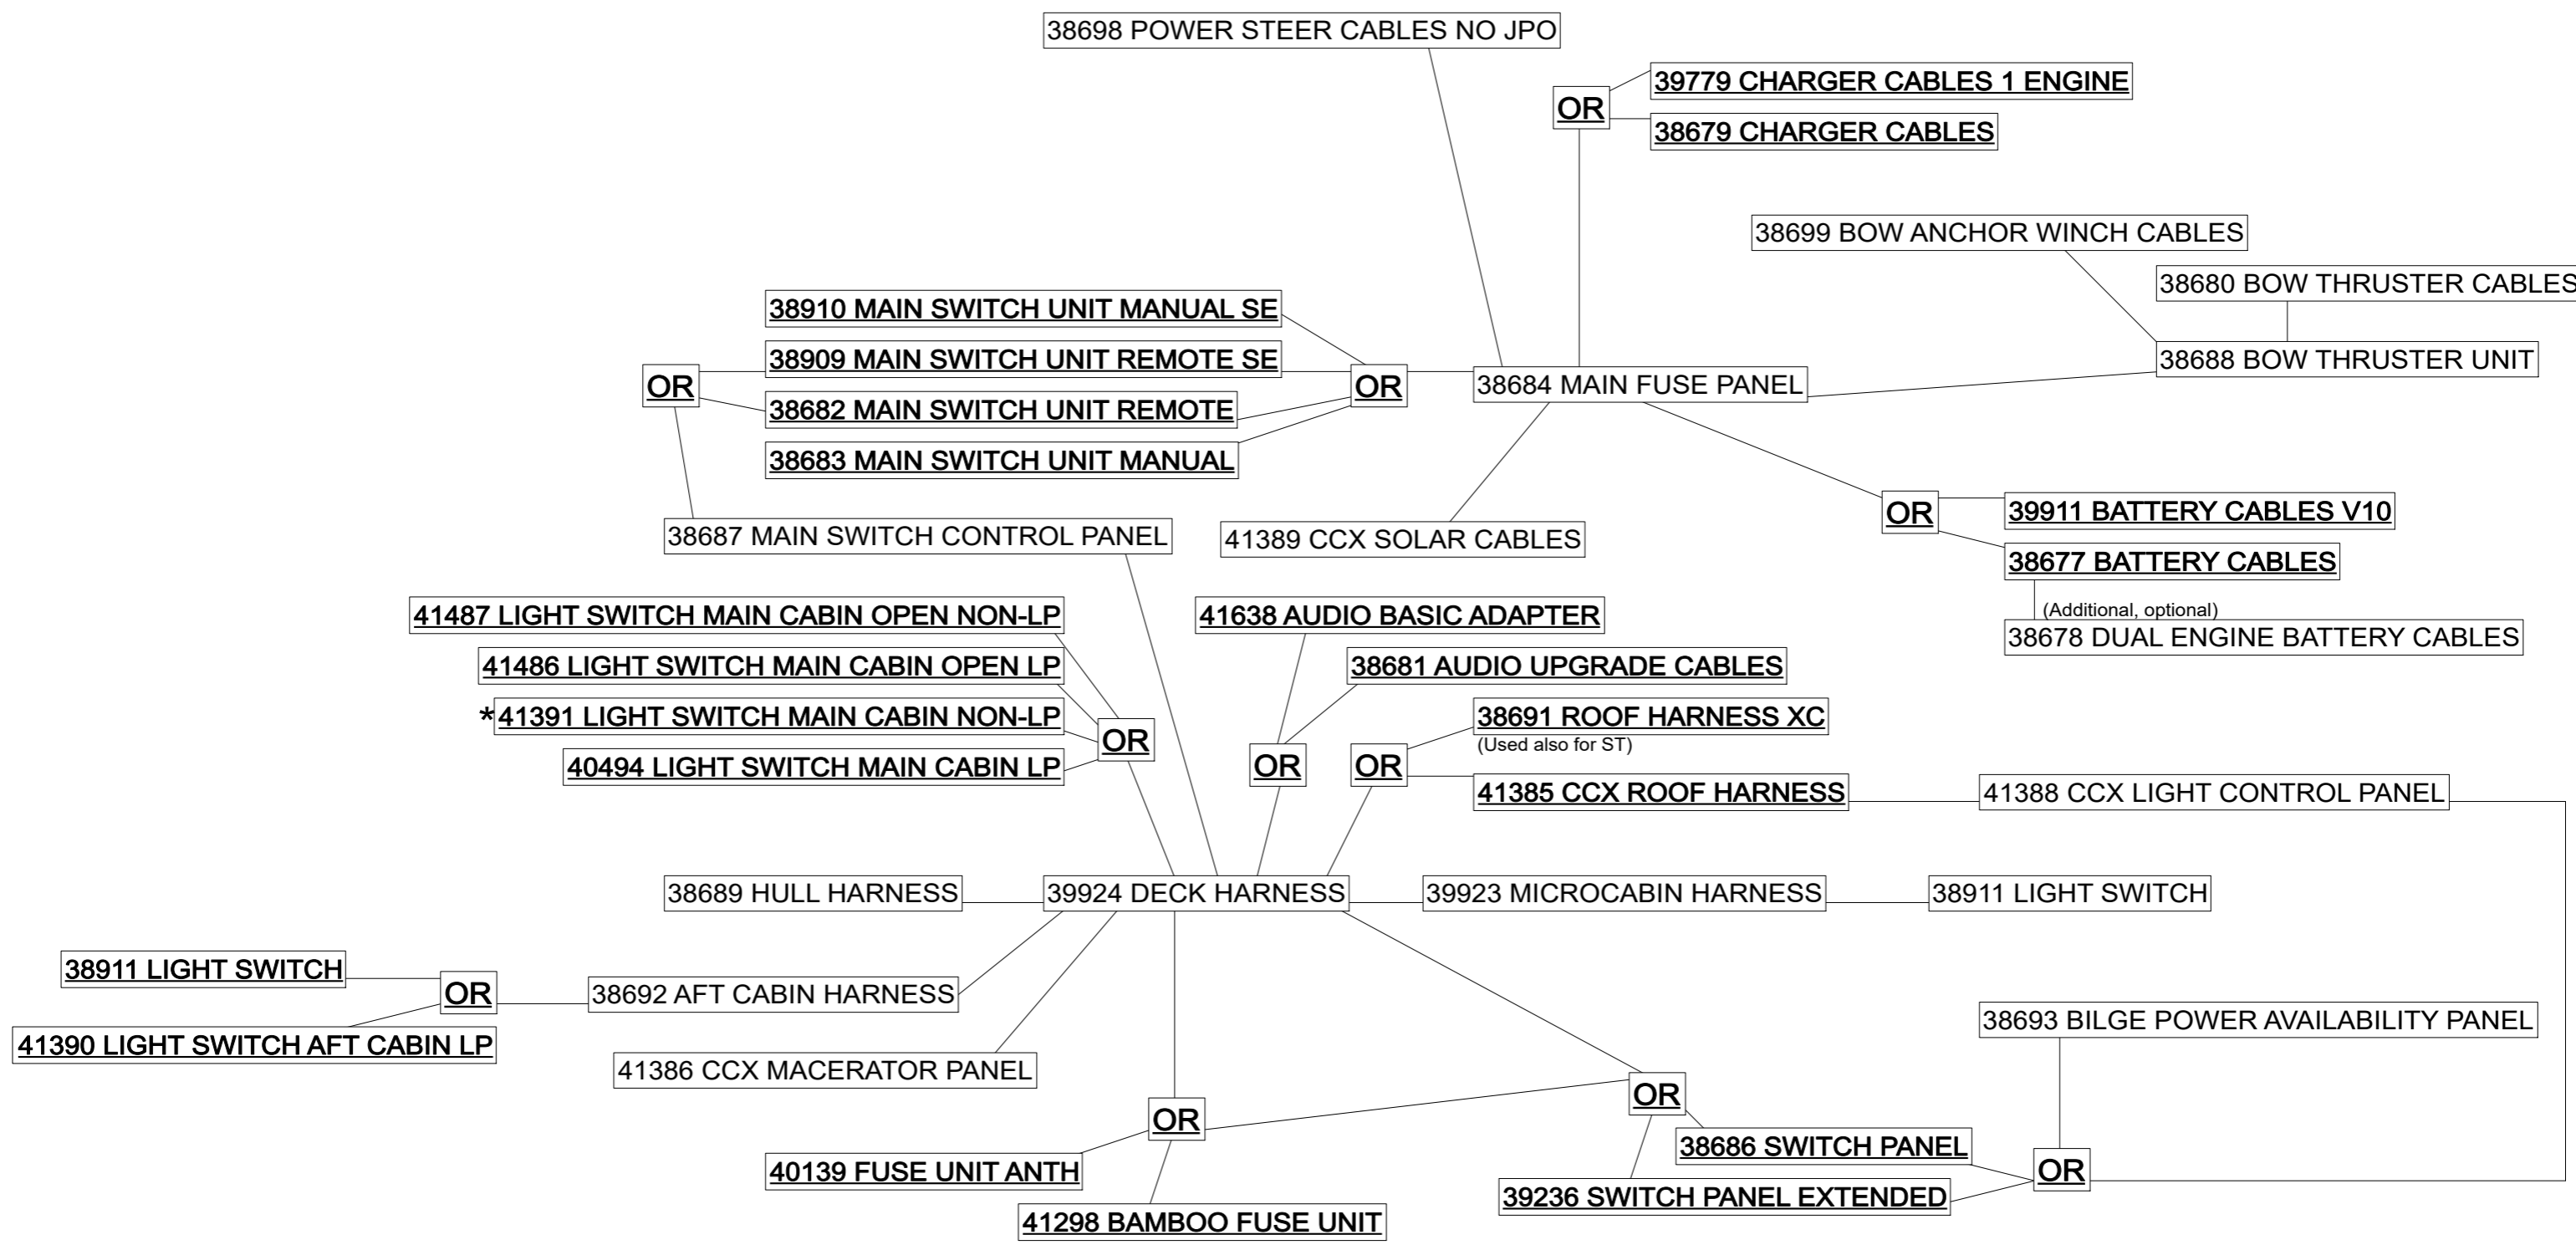 38698 POWER STEER CABLES NO JPO
39779 CHARGER CABLES 1 ENGINE
OR
38679 CHARGER CABLES
38699 BOW ANCHOR WINCH CABLES
38680 BOW THRUSTER CABLES
38910 MAIN SWITCH UNIT MANUAL SE
38909 MAIN SWITCH UNIT REMOTE SE
38688 BOW THRUSTER UNIT
OR
OR
38684 MAIN FUSE PANEL
38682 MAIN SWITCH UNIT REMOTE
38683 MAIN SWITCH UNIT MANUAL
OR
39911 BATTERY CABLES V10
38687 MAIN SWITCH CONTROL PANEL
41389 CCX SOLAR CABLES
38677 BATTERY CABLES
(Additional, optional)
38678 DUAL ENGINE BATTERY CABLES
41487 LIGHT SWITCH MAIN CABIN OPEN NON-LP
41638 AUDIO BASIC ADAPTER
41486 LIGHT SWITCH MAIN CABIN OPEN LP
38681 AUDIO UPGRADE CABLES
*41391 LIGHT SWITCH MAIN CABIN NON-LP
38691 ROOF HARNESS XC
(Used also for ST)
OR
OR
OR
40494 LIGHT SWITCH MAIN CABIN LP
41385 CCX ROOF HARNESS
41388 CCX LIGHT CONTROL PANEL
38689 HULL HARNESS
39924 DECK HARNESS
39923 MICROCABIN HARNESS
38911 LIGHT SWITCH
38911 LIGHT SWITCH
OR
38692 AFT CABIN HARNESS
41390 LIGHT SWITCH AFT CABIN LP
38693 BILGE POWER AVAILABILITY PANEL
41386 CCX MACERATOR PANEL
OR
OR
38686 SWITCH PANEL
40139 FUSE UNIT ANTH
OR
39236 SWITCH PANEL EXTENDED
41298 BAMBOO FUSE UNIT